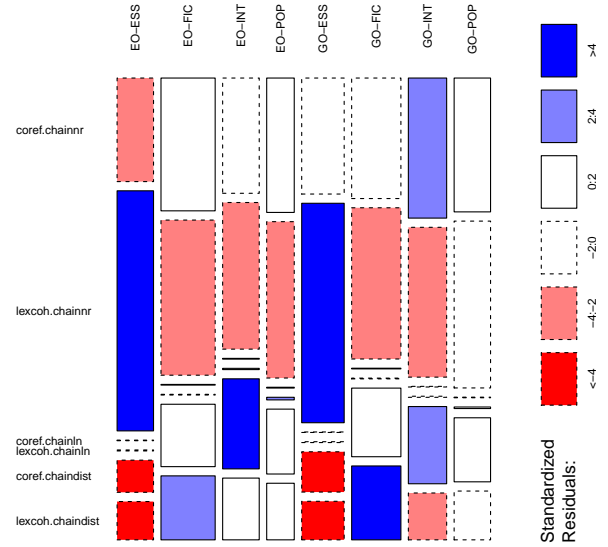 EO−ESS
EO−FIC
EO−INT
EO−POP
GO−ESS
GO−FIC
GO−INT
GO−POP
coref.chainnr
lexcoh.chainnr
coref.chainln
lexcoh.chainln
coref.chaindist
lexcoh.chaindist
Standardized
Residuals:
<−4
−4:−2
−2:0
0:2
2:4
>4